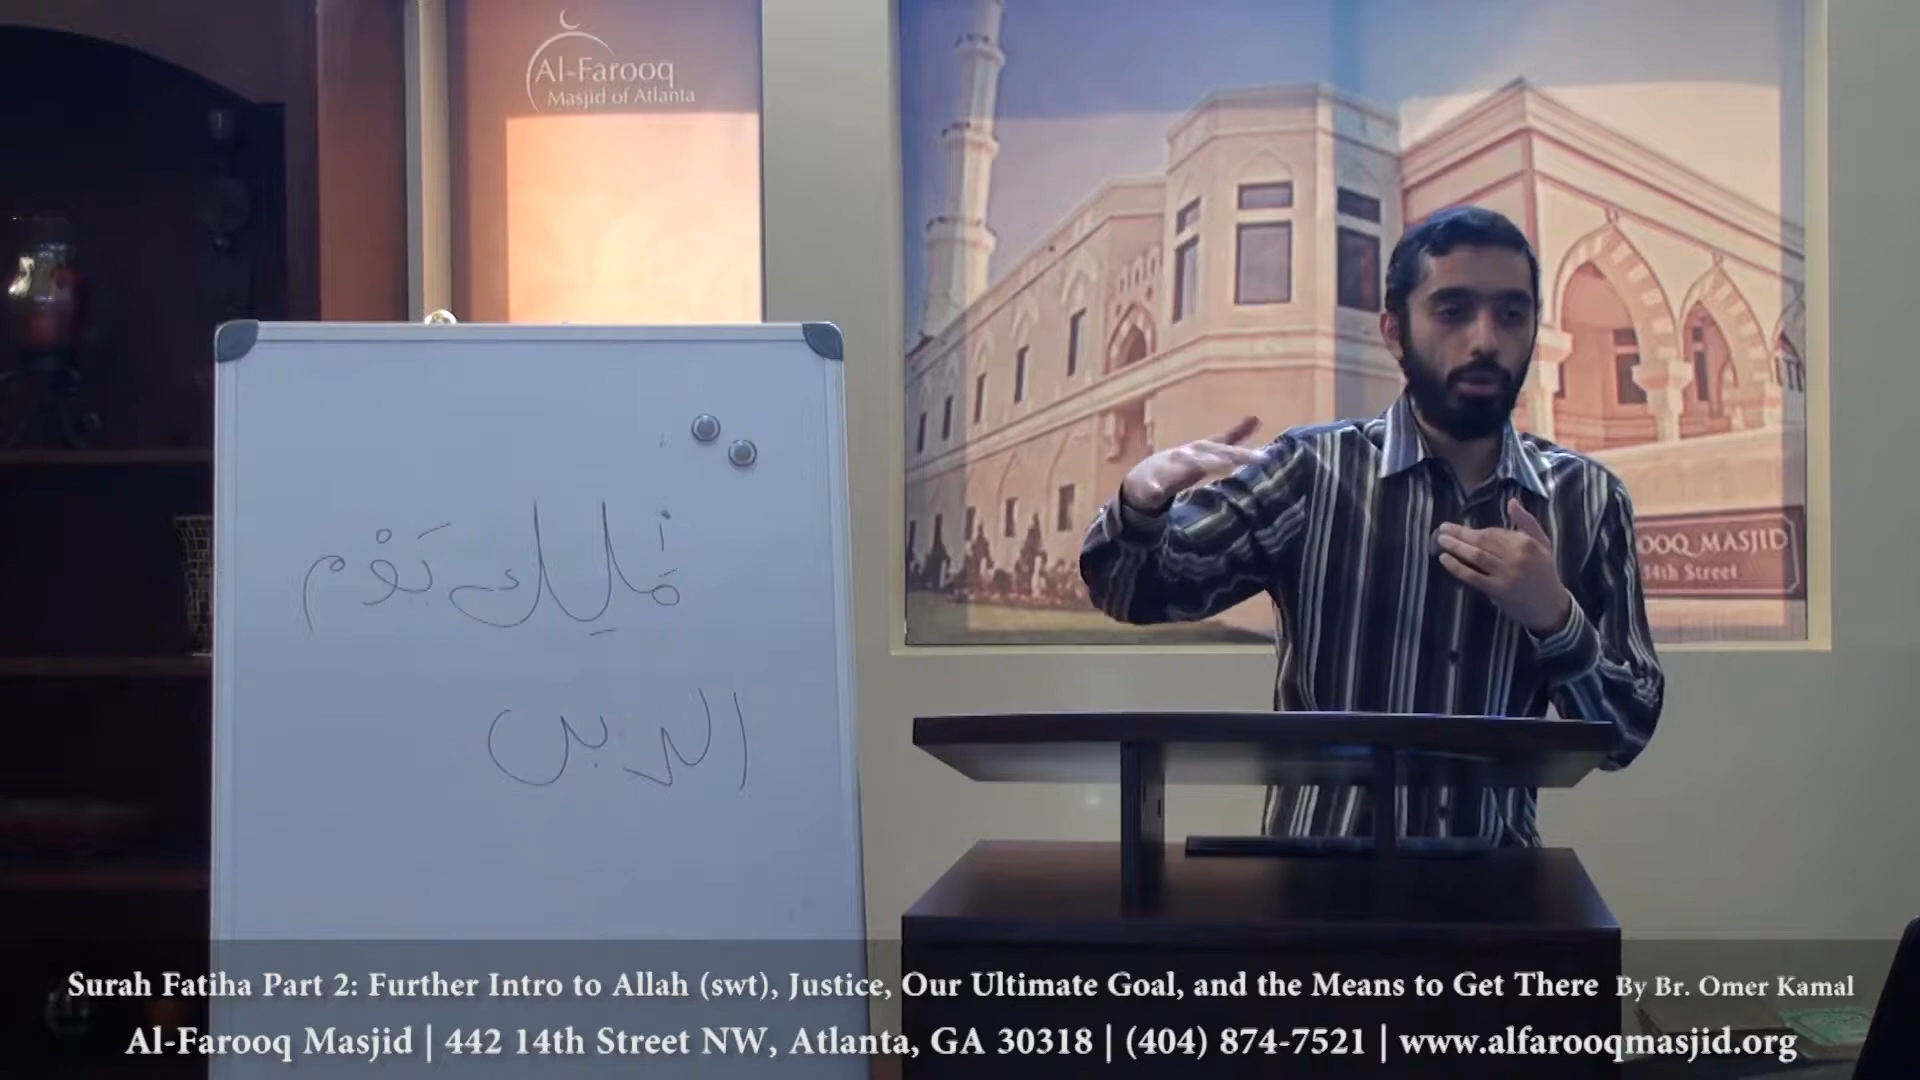 Al-Farooq
Masjid of Atlanta
مَٰلِكِ يَوْم
الدين
OOQ MASJID
14th Street
Surah Fatiha Part 2: Further Intro to Allah (swt), Justice, Our Ultimate Goal, and the Means to Get There By Br. Omer Kamal
Al-Farooq Masjid | 442 14th Street NW, Atlanta, GA 30318 | (404) 874-7521 | www.alfarooqmasjid.org